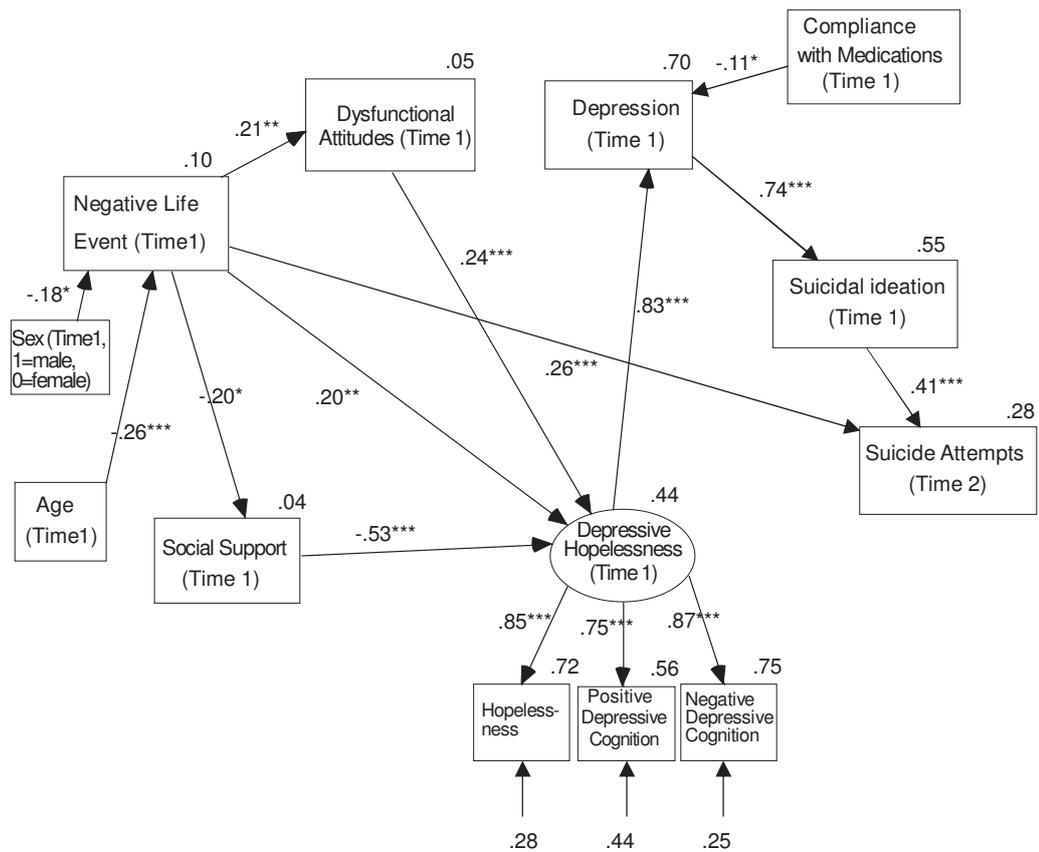 Compliance
with Medications
(Time 1)
-.11*
.70
Depression
(Time 1)
.05
Dysfunctional
Attitudes (Time 1)
.21**
.10
Negative Life
Event (Time1)
.74***
.24***
.55
Suicidal ideation
(Time 1)
-.18*
Sex (Time1,
1=male,
0=female)
.83***
.26***
.20**
-.20*
.41***
.28
Suicide Attempts
(Time 2)
-.26***
Age
(Time1)
.04
Social Support
(Time 1)
-.53***
.44
Depressive
Hopelessness
(Time 1)
.85***
.75***
.87***
.72
Hopeless-
ness
.56
Positive
Depressive
Cognition
.75
Negative
Depressive
Cognition
.28
.44
.25